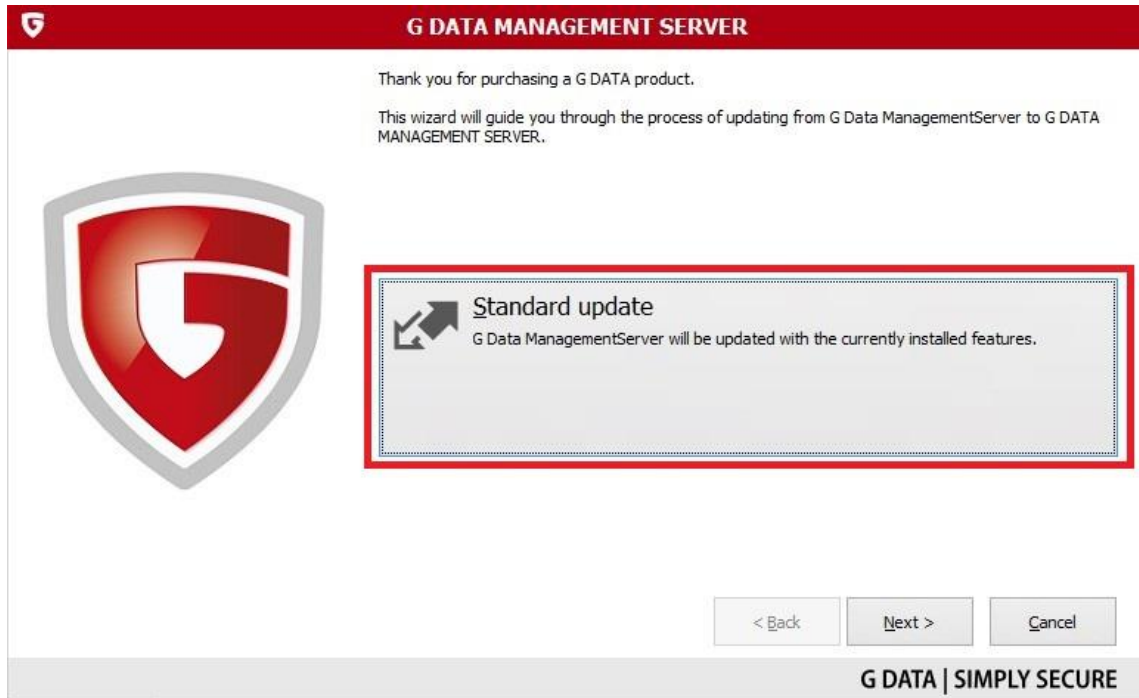 G DATA MANAGEMENT SERVER
Thank you for purchasing a G DATA product.
This wizard will guide you through the process of updating from G Data ManagementServer to G DATA
MANAGEMENT SERVER.
Standard update
G Data ManagementServer will be updated with the currently installed features.
< Back
Next >
Cancel
G DATA | SIMPLY SECURE